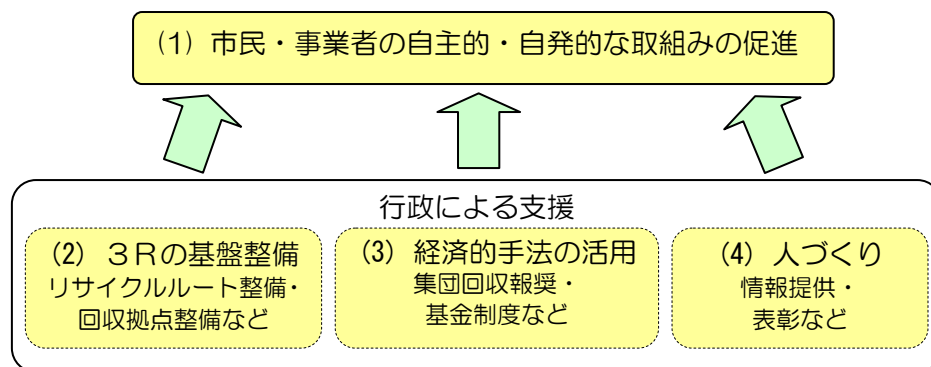 (1) 市民・事業者の自主的・自発的な取組みの促進
行政による支援
(2) ３Ｒの基盤整備
リサイクルルート整備・
回収拠点整備など
(3) 経済的手法の活用
集団回収報奨・
基金制度など
(4) 人づくり
情報提供・
表彰など